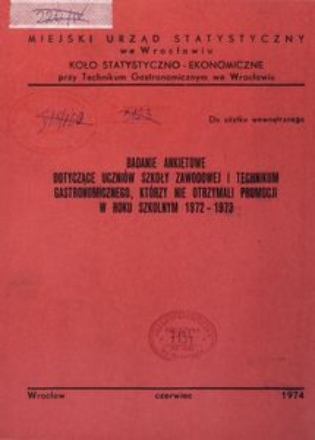 MIEJSKI URZĄD STATYSTYCZNY
we Wrocławiu
KOŁO STATYSTYCZNO - EKONOMICZNE
przy Technikum Gastronomicznym we Wrocławiu
Do użytku wewnętrznego
BADANIE ANKIETOWE
DOTYCZĄCE UCZNIÓW SZKOŁY ZAWODOWEJ I TECHNIKUM
GASTRONOMICZNEGO, KTÓRZY NIE OTRZYMALI PROMOCJI
W ROKU SZKOLNYM 1972-1973
Wrocław czerwiec 1974